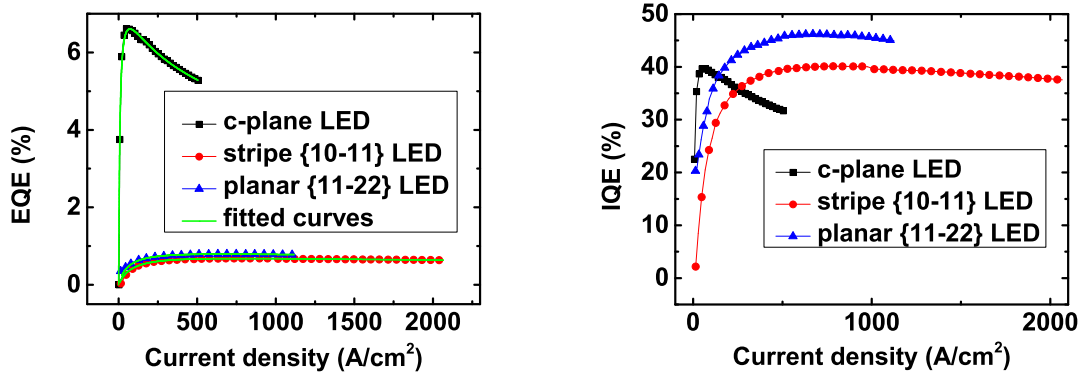 EQE (%)
6
4
2
0
c-plane LED
stripe {10-11} LED
planar {11-22} LED
fitted curves
0 500 1000 1500 2000
Current density (A/cm²)
IQE (%)
50
40
30
20
10
0
c-plane LED
stripe {10-11} LED
planar {11-22} LED
0 1000 2000
Current density (A/cm²)